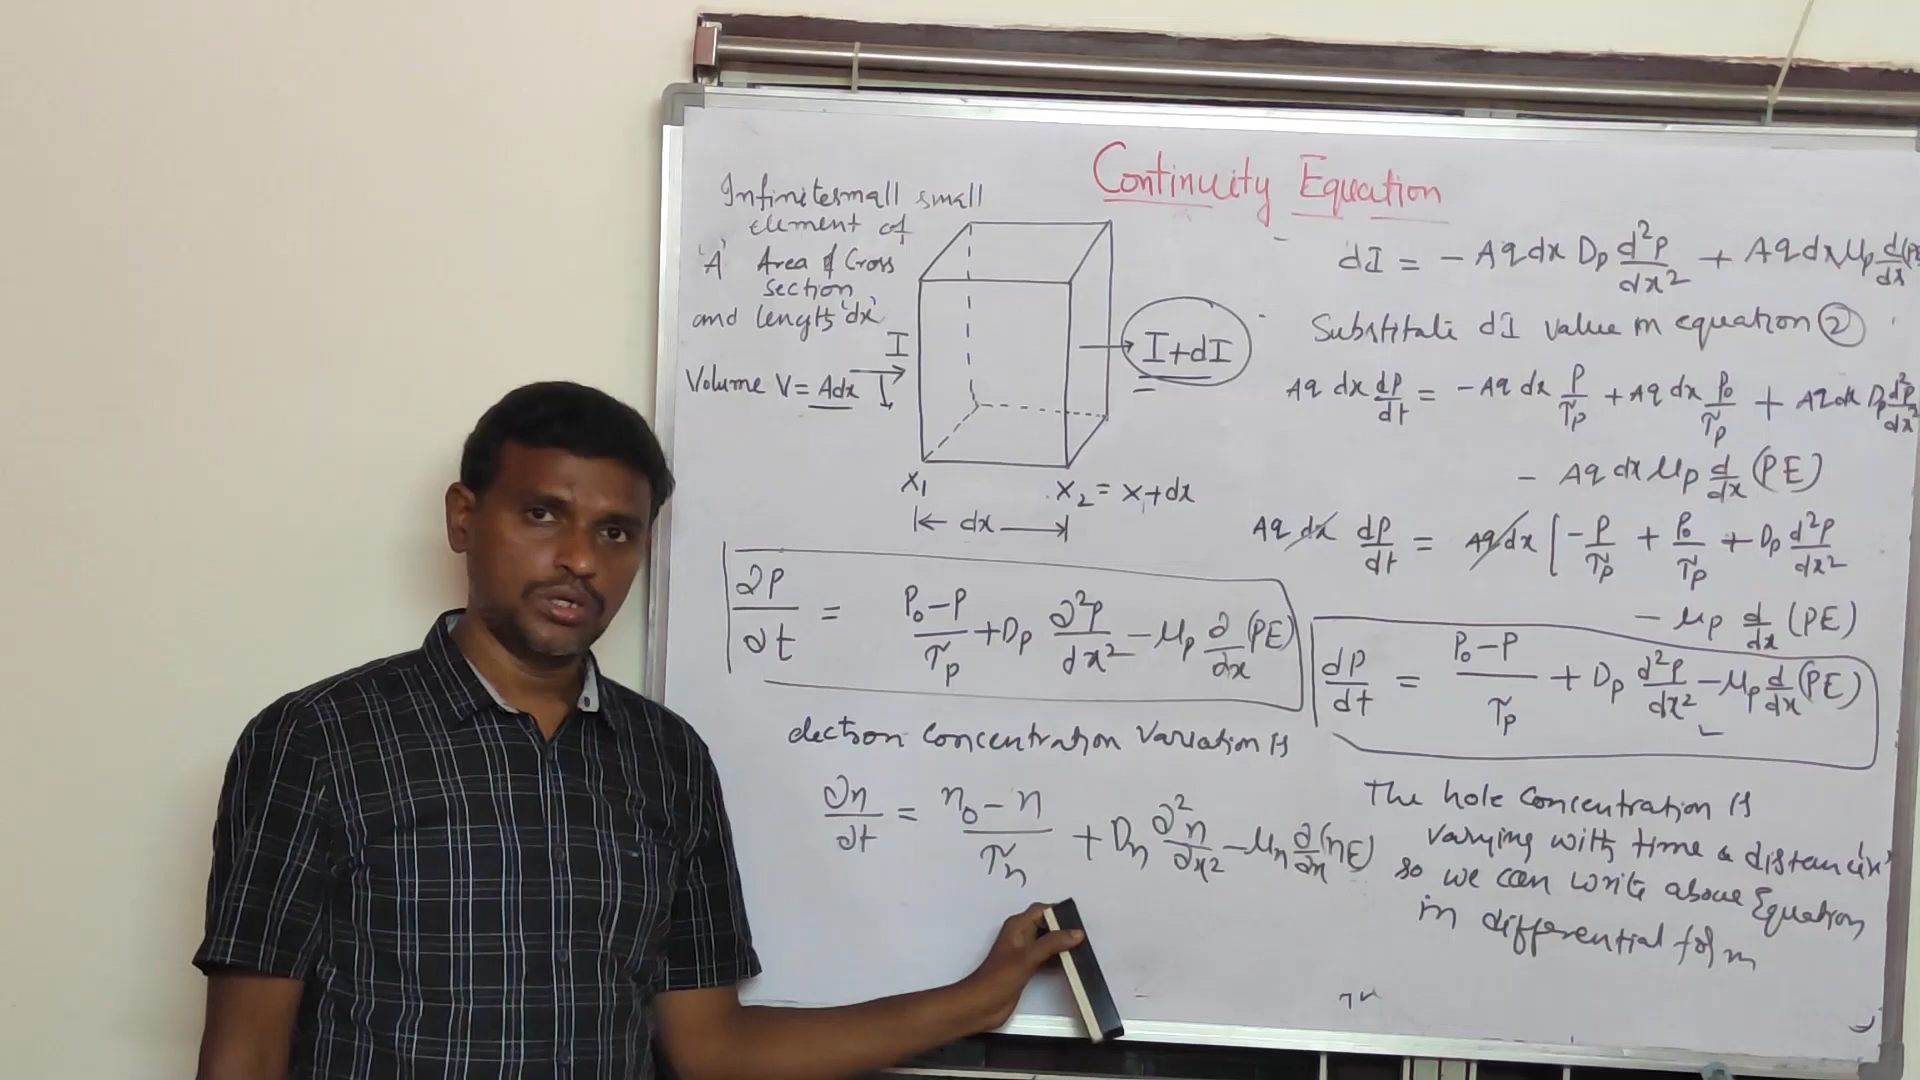 Continuity Equation
Infinitesmall small
element of
'A' Area of Cross
section
and length 'dx'
Volume V = Adx
I
I+dI
x₁
x₂ = x+dx
dx
∂P/∂t = (P₀-P)/τp + Dp ∂²p/dx² - μp ∂/∂x (PE)
electron concentration variation is
∂n/∂t = (n₀-n)/τn + Dn ∂²n/∂x² - μn ∂/∂x (nE)
dI = - Aq dx Dp d²p/dx² + Aq dx μp d/dx (P
Substitute dI value in equation ②
Aq dx dp/dt = -Aq dx P/τp + Aq dx P₀/τp + Aq dx Dp d²p/dx²
- Aq dx μp d/dx (PE)
Aq dx dp/dt = Aq dx [-P/τp + P₀/τp + Dp d²p/dx²
- μp d/dx (PE)
dP/dt = (P₀-P)/τp + Dp d²p/dx² - μp d/dx (PE)
The hole concentration is
varying with time & distance 'x'
so we can write above Equation
in differential form